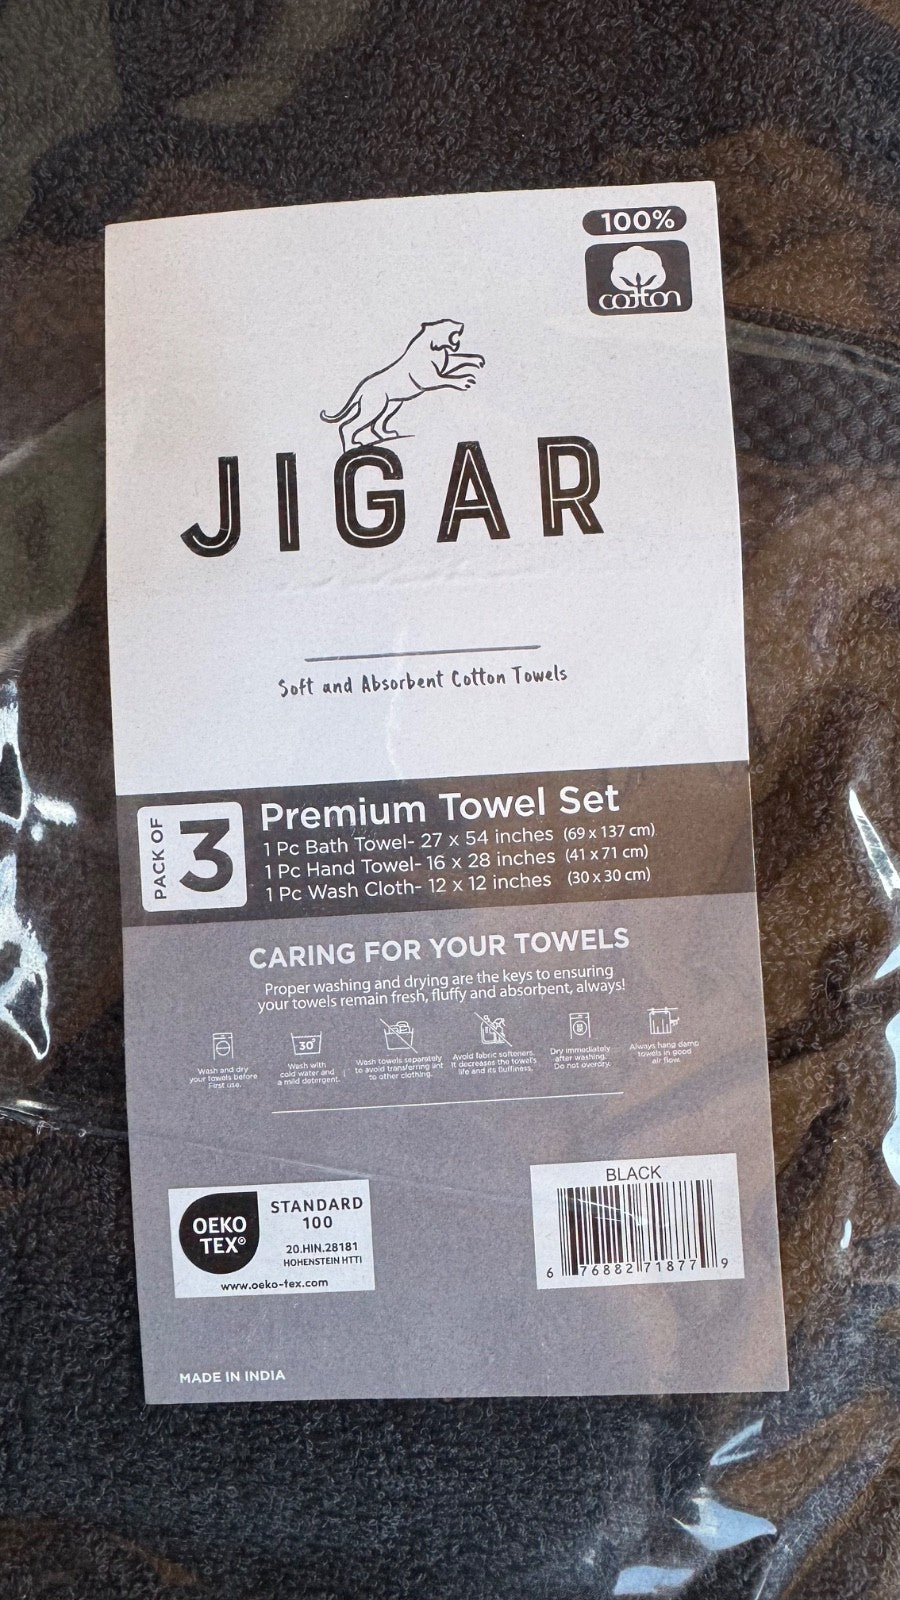 100%
cotton
JIGAR
Soft and Absorbent Cotton Towels
PACK OF
3
Premium Towel Set
1 Pc Bath Towel- 27 x 54 inches (69 x 137 cm)
1 Pc Hand Towel- 16 x 28 inches (41 x 71 cm)
1 Pc Wash Cloth- 12 x 12 inches (30 x 30 cm)
CARING FOR YOUR TOWELS
Proper washing and drying are the keys to ensuring
your towels remain fresh, fluffy and absorbent, always!
30°
Wash and dry
your towels before
First use.
Wash with
cold water and
a mild detergent.
Wash towels separately
to avoid transferring lint
to other clothing.
Avoid fabric softeners.
It decreases the towels
life and its fluffiness.
Dry immediately
after washing.
Do not overdry.
Always hang damp
towels in good
air flow.
OEKO
TEX®
STANDARD
100
20.HIN.28181
HOHENSTEIN HTTI
www.oeko-tex.com
BLACK
6 76882 71877 9
MADE IN INDIA